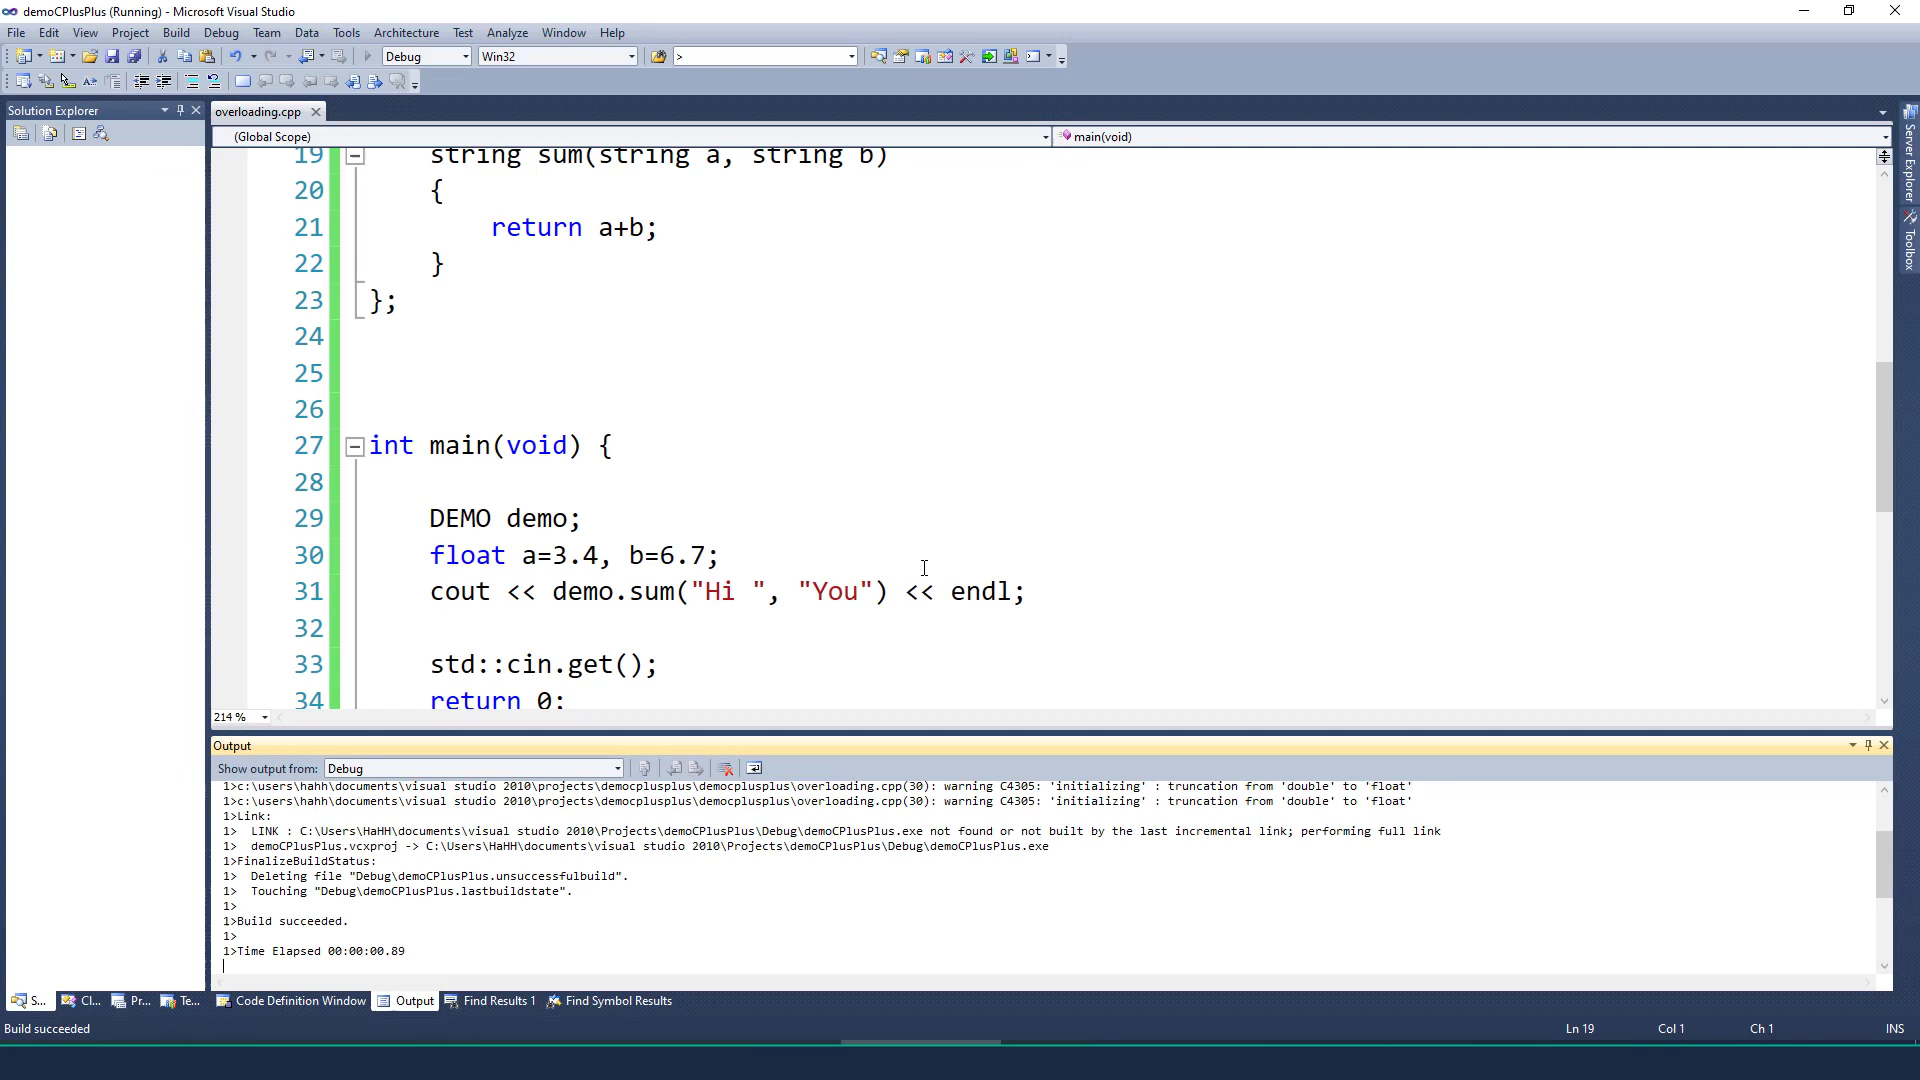 demoCPlusPlus (Running) - Microsoft Visual Studio
File Edit View Project Build Debug Team Data Tools Architecture Test Analyze Window Help
Debug Win32 >
Solution Explorer
overloading.cpp
(Global Scope) main(void)
Server Explorer
Toolbox
19 string sum(string a, string b)
20 {
21 return a+b;
22 }
23 };
24
25
26
27 int main(void) {
28
29 DEMO demo;
30 float a=3.4, b=6.7;
31 cout << demo.sum("Hi ", "You") << endl;
32
33 std::cin.get();
34 return 0;
214 %
Output
Show output from: Debug
1>c:\users\hahh\documents\visual studio 2010\projects\democplusplus\democplusplus\overloading.cpp(30): warning C4305: 'initializing' : truncation from 'double' to 'float'
1>c:\users\hahh\documents\visual studio 2010\projects\democplusplus\democplusplus\overloading.cpp(30): warning C4305: 'initializing' : truncation from 'double' to 'float'
1>Link:
1> LINK : C:\Users\HaHH\documents\visual studio 2010\Projects\demoCPlusPlus\Debug\demoCPlusPlus.exe not found or not built by the last incremental link; performing full link
1> demoCPlusPlus.vcxproj -> C:\Users\HaHH\documents\visual studio 2010\Projects\demoCPlusPlus\Debug\demoCPlusPlus.exe
1>FinalizeBuildStatus:
1> Deleting file "Debug\demoCPlusPlus.unsuccessfulbuild".
1> Touching "Debug\demoCPlusPlus.lastbuildstate".
1>
1>Build succeeded.
1>
1>Time Elapsed 00:00:00.89
S... Cl... Pr... Te... Code Definition Window Output Find Results 1 Find Symbol Results
Build succeeded Ln 19 Col 1 Ch 1 INS